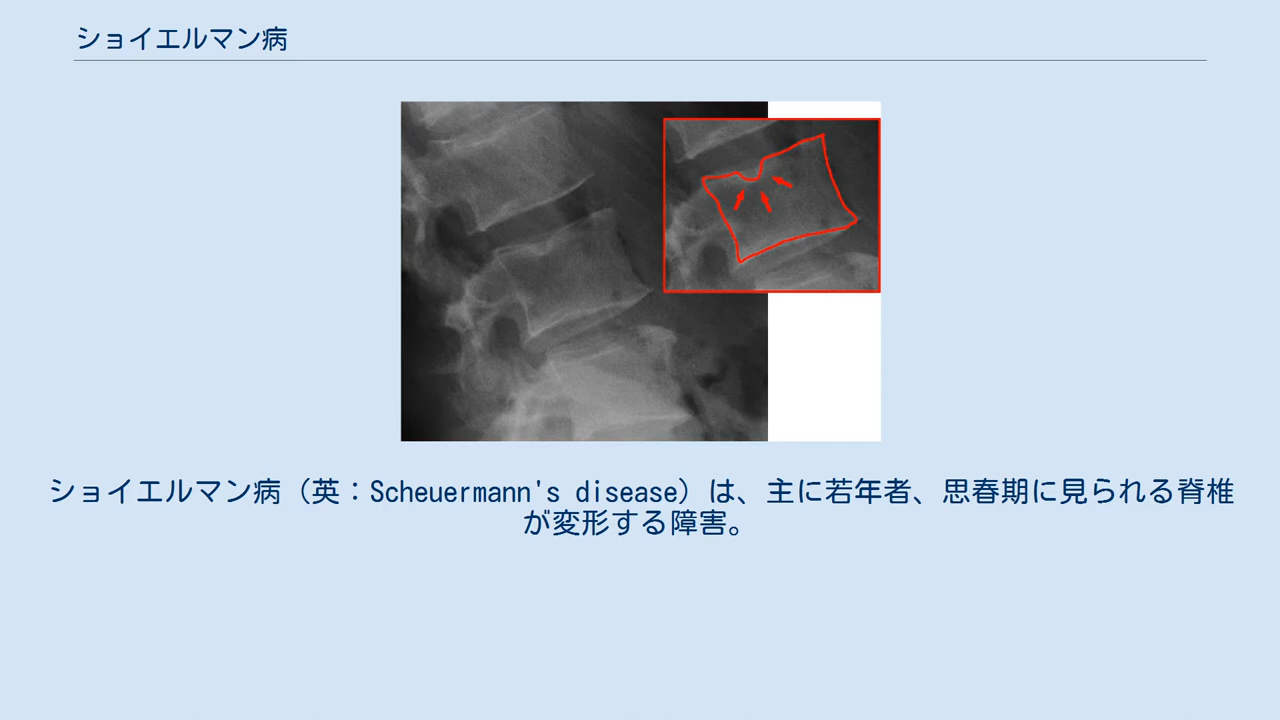 ショイエルマン病
ショイエルマン病（英：Scheuermann's disease）は、主に若年者、思春期に見られる脊椎
が変形する障害。